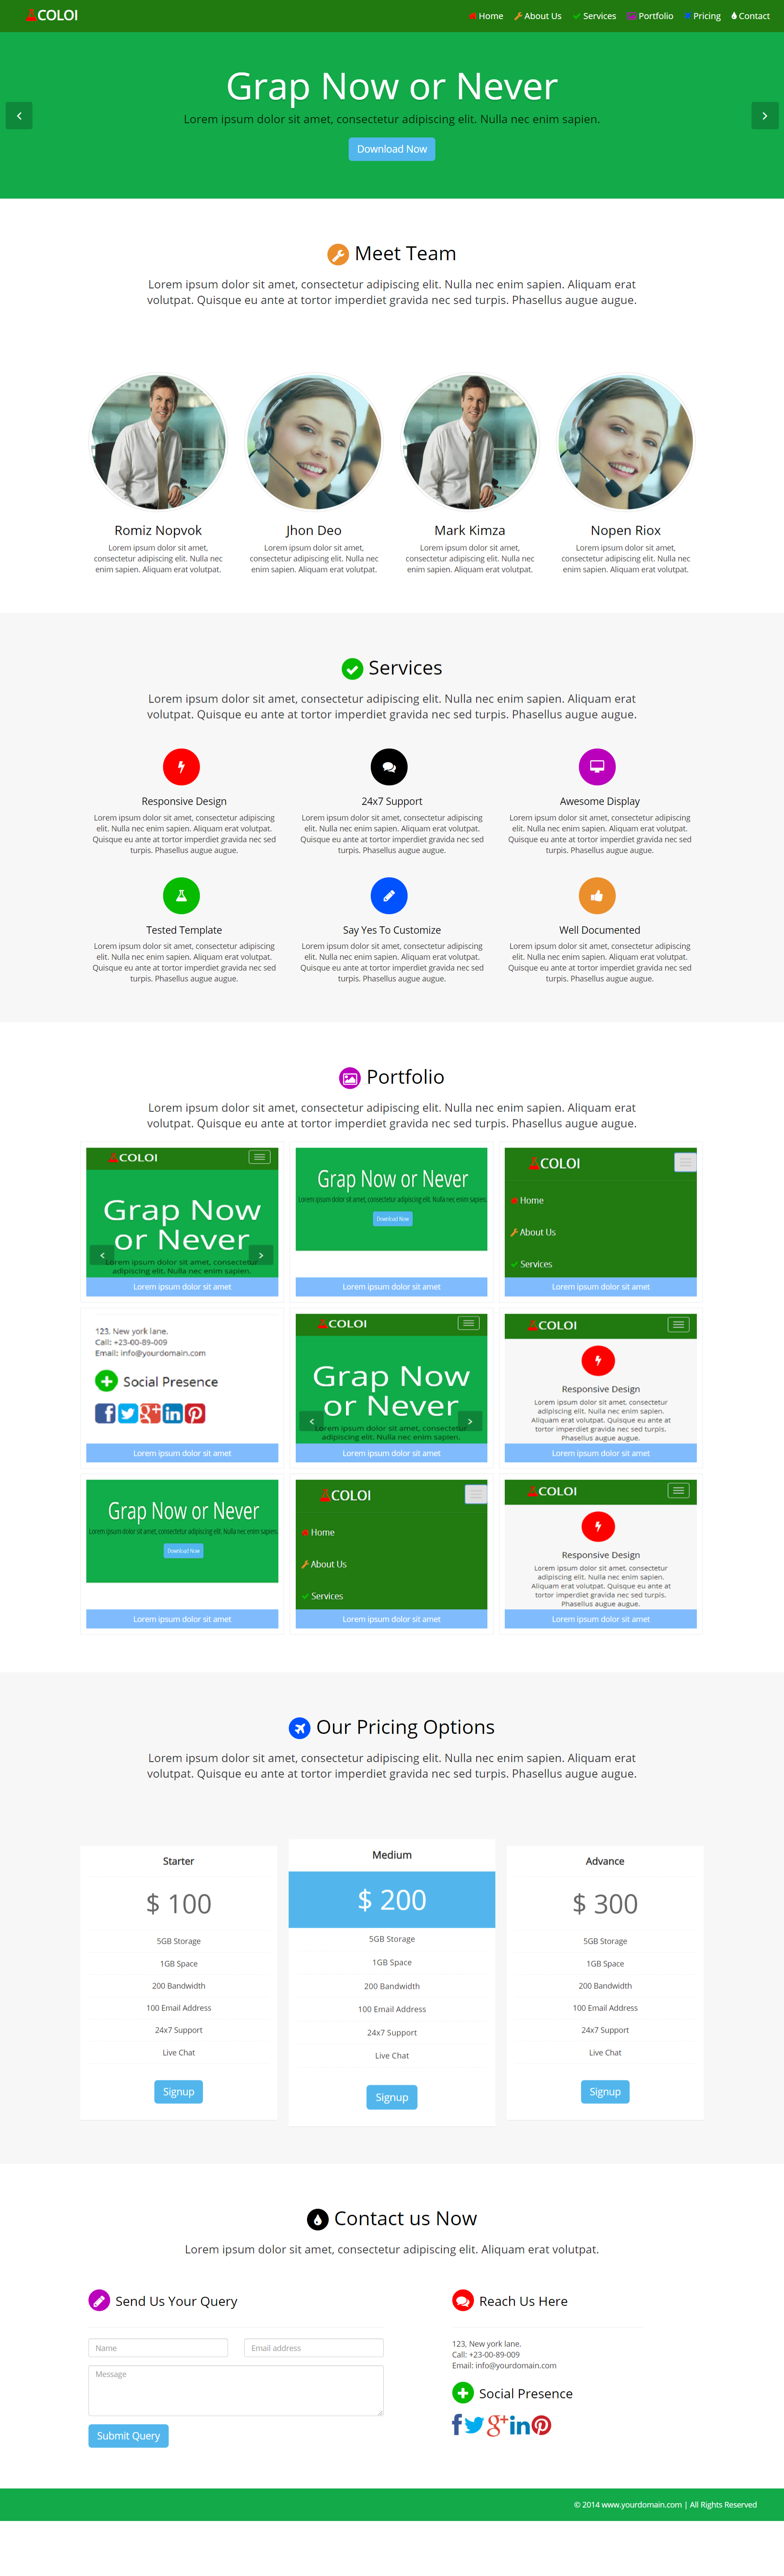 COLOI
Home About Us Services Portfolio Pricing Contact
Grap Now or Never
Lorem ipsum dolor sit amet, consectetur adipiscing elit. Nulla nec enim sapien.
Download Now
Meet Team
Lorem ipsum dolor sit amet, consectetur adipiscing elit. Nulla nec enim sapien. Aliquam erat
volutpat. Quisque eu ante at tortor imperdiet gravida nec sed turpis. Phasellus augue augue.
Romiz Nopvok
Lorem ipsum dolor sit amet,
consectetur adipiscing elit. Nulla nec
enim sapien. Aliquam erat volutpat.
Jhon Deo
Lorem ipsum dolor sit amet,
consectetur adipiscing elit. Nulla nec
enim sapien. Aliquam erat volutpat.
Mark Kimza
Lorem ipsum dolor sit amet,
consectetur adipiscing elit. Nulla nec
enim sapien. Aliquam erat volutpat.
Nopen Riox
Lorem ipsum dolor sit amet,
consectetur adipiscing elit. Nulla nec
enim sapien. Aliquam erat volutpat.
Services
Lorem ipsum dolor sit amet, consectetur adipiscing elit. Nulla nec enim sapien. Aliquam erat
volutpat. Quisque eu ante at tortor imperdiet gravida nec sed turpis. Phasellus augue augue.
Responsive Design
Lorem ipsum dolor sit amet, consectetur adipiscing
elit. Nulla nec enim sapien. Aliquam erat volutpat.
Quisque eu ante at tortor imperdiet gravida nec sed
turpis. Phasellus augue augue.
24x7 Support
Lorem ipsum dolor sit amet, consectetur adipiscing
elit. Nulla nec enim sapien. Aliquam erat volutpat.
Quisque eu ante at tortor imperdiet gravida nec sed
turpis. Phasellus augue augue.
Awesome Display
Lorem ipsum dolor sit amet, consectetur adipiscing
elit. Nulla nec enim sapien. Aliquam erat volutpat.
Quisque eu ante at tortor imperdiet gravida nec sed
turpis. Phasellus augue augue.
Tested Template
Lorem ipsum dolor sit amet, consectetur adipiscing
elit. Nulla nec enim sapien. Aliquam erat volutpat.
Quisque eu ante at tortor imperdiet gravida nec sed
turpis. Phasellus augue augue.
Say Yes To Customize
Lorem ipsum dolor sit amet, consectetur adipiscing
elit. Nulla nec enim sapien. Aliquam erat volutpat.
Quisque eu ante at tortor imperdiet gravida nec sed
turpis. Phasellus augue augue.
Well Documented
Lorem ipsum dolor sit amet, consectetur adipiscing
elit. Nulla nec enim sapien. Aliquam erat volutpat.
Quisque eu ante at tortor imperdiet gravida nec sed
turpis. Phasellus augue augue.
Portfolio
Lorem ipsum dolor sit amet, consectetur adipiscing elit. Nulla nec enim sapien. Aliquam erat
volutpat. Quisque eu ante at tortor imperdiet gravida nec sed turpis. Phasellus augue augue.
COLOI
Grap Now
or Never
Lorem ipsum dolor sit amet, consectetur
adipiscing elit. Nulla nec enim sapien.
Lorem ipsum dolor sit amet
Grap Now or Never
Lorem ipsum dolor sit amet, consectetur adipiscing elit. Nulla nec enim sapien.
Download Now
Lorem ipsum dolor sit amet
COLOI
Home
About Us
Services
Lorem ipsum dolor sit amet
123, New york lane.
Call: +23-00-89-009
Email: info@yourdomain.com
Social Presence
Lorem ipsum dolor sit amet
COLOI
Grap Now
or Never
Lorem ipsum dolor sit amet, consectetur
adipiscing elit. Nulla nec enim sapien.
Lorem ipsum dolor sit amet
COLOI
Responsive Design
Lorem ipsum dolor sit amet, consectetur
adipiscing elit. Nulla nec enim sapien.
Aliquam erat volutpat. Quisque eu ante at
tortor imperdiet gravida nec sed turpis.
Phasellus augue augue.
Lorem ipsum dolor sit amet
Grap Now or Never
Lorem ipsum dolor sit amet, consectetur adipiscing elit. Nulla nec enim sapien.
Download Now
Lorem ipsum dolor sit amet
COLOI
Home
About Us
Services
Lorem ipsum dolor sit amet
COLOI
Responsive Design
Lorem ipsum dolor sit amet, consectetur
adipiscing elit. Nulla nec enim sapien.
Aliquam erat volutpat. Quisque eu ante at
tortor imperdiet gravida nec sed turpis.
Phasellus augue augue.
Lorem ipsum dolor sit amet
Our Pricing Options
Lorem ipsum dolor sit amet, consectetur adipiscing elit. Nulla nec enim sapien. Aliquam erat
volutpat. Quisque eu ante at tortor imperdiet gravida nec sed turpis. Phasellus augue augue.
Starter
$ 100
5GB Storage
1GB Space
200 Bandwidth
100 Email Address
24x7 Support
Live Chat
Signup
Medium
$ 200
5GB Storage
1GB Space
200 Bandwidth
100 Email Address
24x7 Support
Live Chat
Signup
Advance
$ 300
5GB Storage
1GB Space
200 Bandwidth
100 Email Address
24x7 Support
Live Chat
Signup
Contact us Now
Lorem ipsum dolor sit amet, consectetur adipiscing elit. Aliquam erat volutpat.
Send Us Your Query
Name
Email address
Message
Submit Query
Reach Us Here
123, New york lane.
Call: +23-00-89-009
Email: info@yourdomain.com
Social Presence
© 2014 www.yourdomain.com | All Rights Reserved